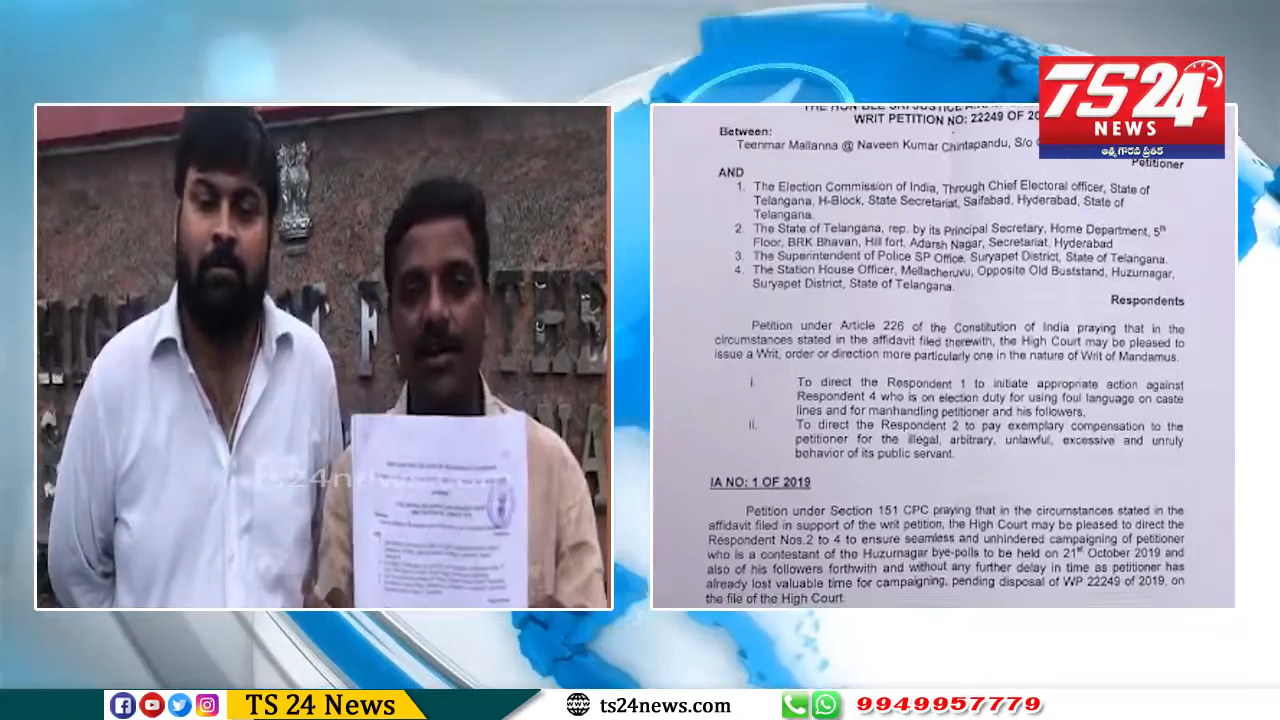 TS24
NEWS
ఆత్మ గౌరవ ప్రతీక
ts24news.com
WRIT PETITION NO: 22249 OF 20
Between:
Teenmar Mallanna @ Naveen Kumar Chintapandu, S/o
Petitioner
AND
1. The Election Commission of India, Through Chief Electoral officer, State of
Telangana, H-Block, State Secretariat, Saifabad, Hyderabad, State of
Telangana.
2. The State of Telangana, rep. by its Principal Secretary, Home Department, 5th
Floor, BRK Bhavan, Hill fort, Adarsh Nagar, Secretariat, Hyderabad
3. The Superintendent of Police SP Office, Suryapet District, State of Telangana.
4. The Station House Officer, Mellacheruvu, Opposite Old Buststand, Huzurnagar,
Suryapet District, State of Telangana.
Respondents
Petition under Article 226 of the Constitution of India praying that in the
circumstances stated in the affidavit filed therewith, the High Court may be pleased to
issue a Writ, order or direction more particularly one in the nature of Writ of Mandamus.
i. To direct the Respondent 1 to initiate appropriate action against
Respondent 4 who is on election duty for using foul language on caste
lines and for manhandling petitioner and his followers,
ii. To direct the Respondent 2 to pay exemplary compensation to the
petitioner for the illegal, arbitrary, unlawful, excessive and unruly
behavior of its public servant.
IA NO: 1 OF 2019
Petition under Section 151 CPC praying that in the circumstances stated in the
affidavit filed in support of the writ petition, the High Court may be pleased to direct the
Respondent Nos.2 to 4 to ensure seamless and unhindered campaigning of petitioner
who is a contestant of the Huzurnagar bye-polls to be held on 21st October 2019 and
also of his followers forthwith and without any further delay in time as petitioner has
already lost valuable time for campaigning, pending disposal of WP 22249 of 2019, on
the file of the High Court.
TS 24 News
ts24news.com
9949957779